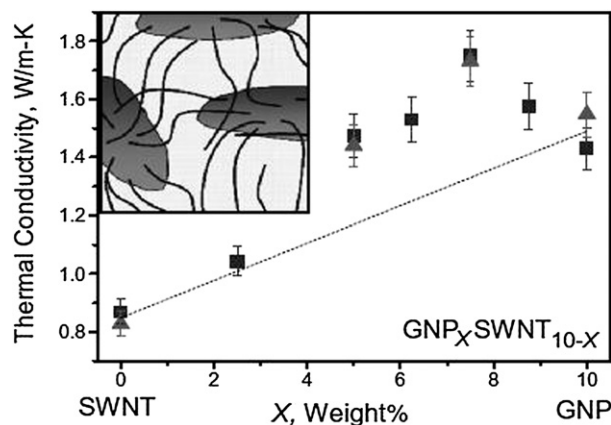 Thermal Conductivity, W/m-K
1.8
1.6
1.4
1.2
1.0
0.8
GNPXSWNT10-X
0 2 4 6 8 10
SWNT X, Weight% GNP